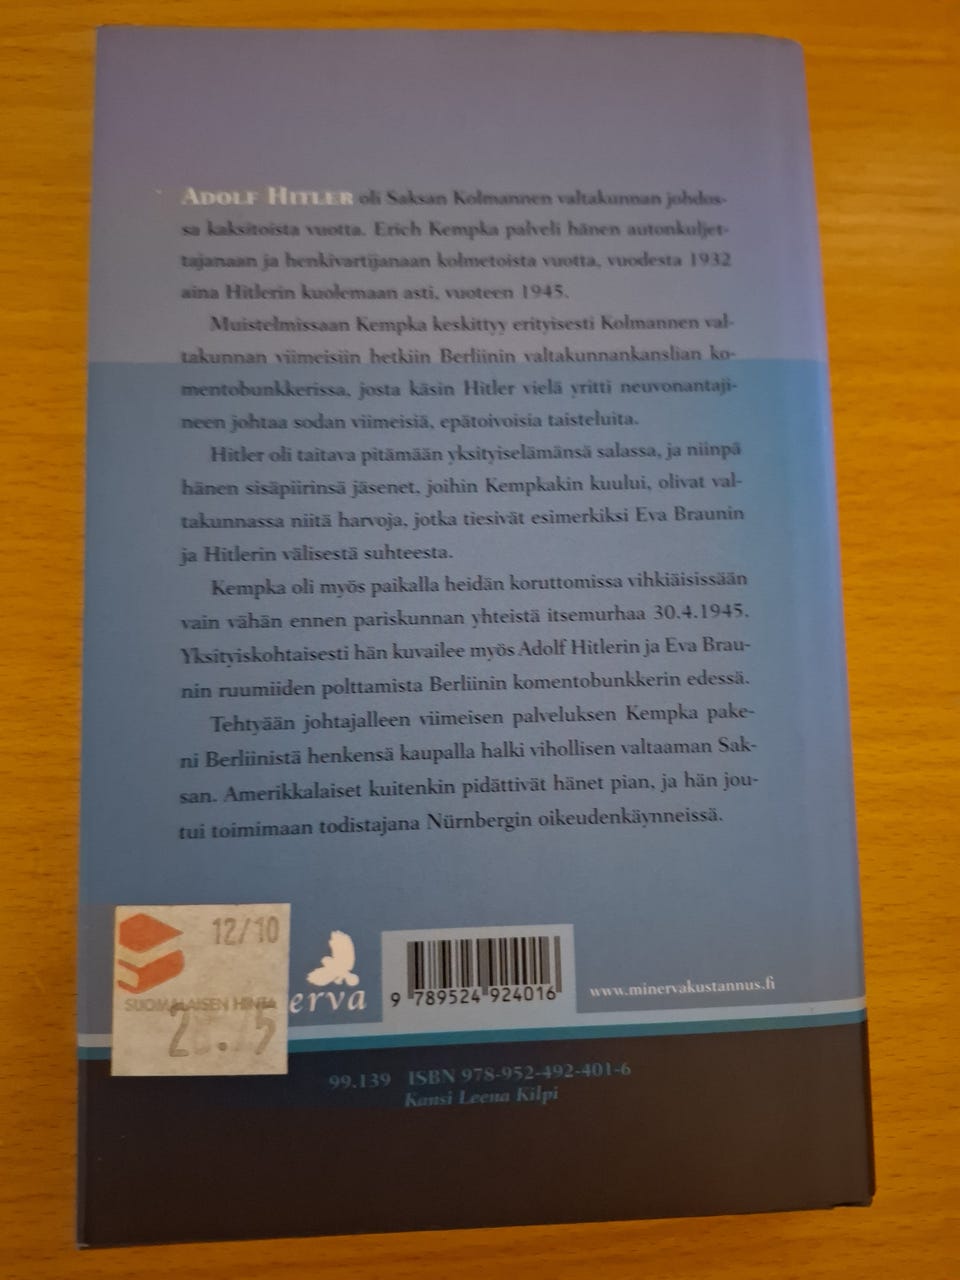 ADOLF HITLER oli Saksan Kolmannen valtakunnan johdos-
sa kaksitoista vuotta. Erich Kempka palveli hänen autonkuljet-
tajanaan ja henkivartijanaan kolmetoista vuotta, vuodesta 1932
aina Hitlerin kuolemaan asti, vuoteen 1945.
Muistelmissaan Kempka keskittyy erityisesti Kolmannen val-
takunnan viimeisiin hetkiin Berliinin valtakunnankanslian ko-
mentobunkkerissa, josta käsin Hitler vielä yritti neuvonantaji-
neen johtaa sodan viimeisiä, epätoivoisia taisteluita.
Hitler oli taitava pitämään yksityiselämänsä salassa, ja niinpä
hänen sisäpiirinsä jäsenet, joihin Kempkakin kuului, olivat val-
takunnassa niitä harvoja, jotka tiesivät esimerkiksi Eva Braunin
ja Hitlerin välisestä suhteesta.
Kempka oli myös paikalla heidän koruttomissa vihkiäisissään
vain vähän ennen pariskunnan yhteistä itsemurhaa 30.4.1945.
Yksityiskohtaisesti hän kuvailee myös Adolf Hitlerin ja Eva Brau-
nin ruumiiden polttamista Berliinin komentobunkkerin edessä.
Tehtyään johtajalleen viimeisen palveluksen Kempka pake-
ni Berliinistä henkensä kaupalla halki vihollisen valtaaman Sak-
san. Amerikkalaiset kuitenkin pidättivät hänet pian, ja hän jou-
tui toimimaan todistajana Nürnbergin oikeudenkäynneissä.
12/10
SUOMALAISEN HINTA
erva
9 789524 924016
www.minervakustannus.fi
99.139 ISBN 978-952-492-401-6
Kansi Leena Kilpi